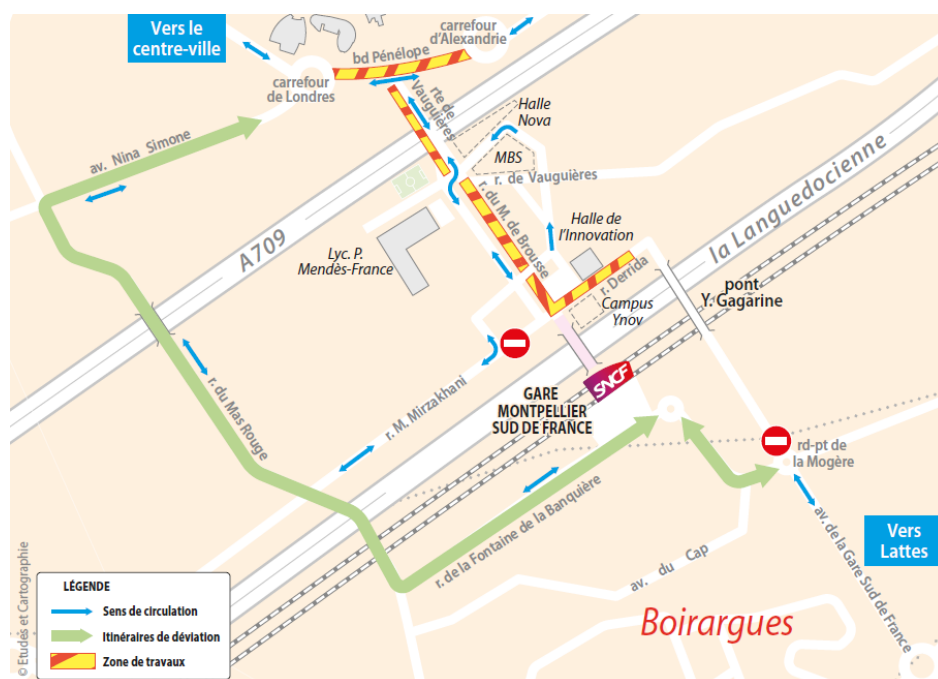 Vers le
centre-ville
carrefour
d'Alexandrie
bd Pénélope
carrefour
de Londres
rte de
Vauguières
Halle
Nova
MBS
av. Nina Simone
r. de Vauguières
la Languedocienne
r. du M. de Brousse
Halle de
l'Innovation
A709
Lyc. P.
Mendès-France
r. Derrida
pont
Y. Gagarine
Campus
Ynov
SNCF
r. du Mas Rouge
r. M. Mirzakhani
GARE
MONTPELLIER
SUD DE FRANCE
rd-pt de
la Mogère
r. de la Fontaine de la Banquière
av. de la Gare Sud de France
Vers
Lattes
av. du Cap
Boirargues
© Etudes et Cartographie
LÉGENDE
Sens de circulation
Itinéraires de déviation
Zone de travaux